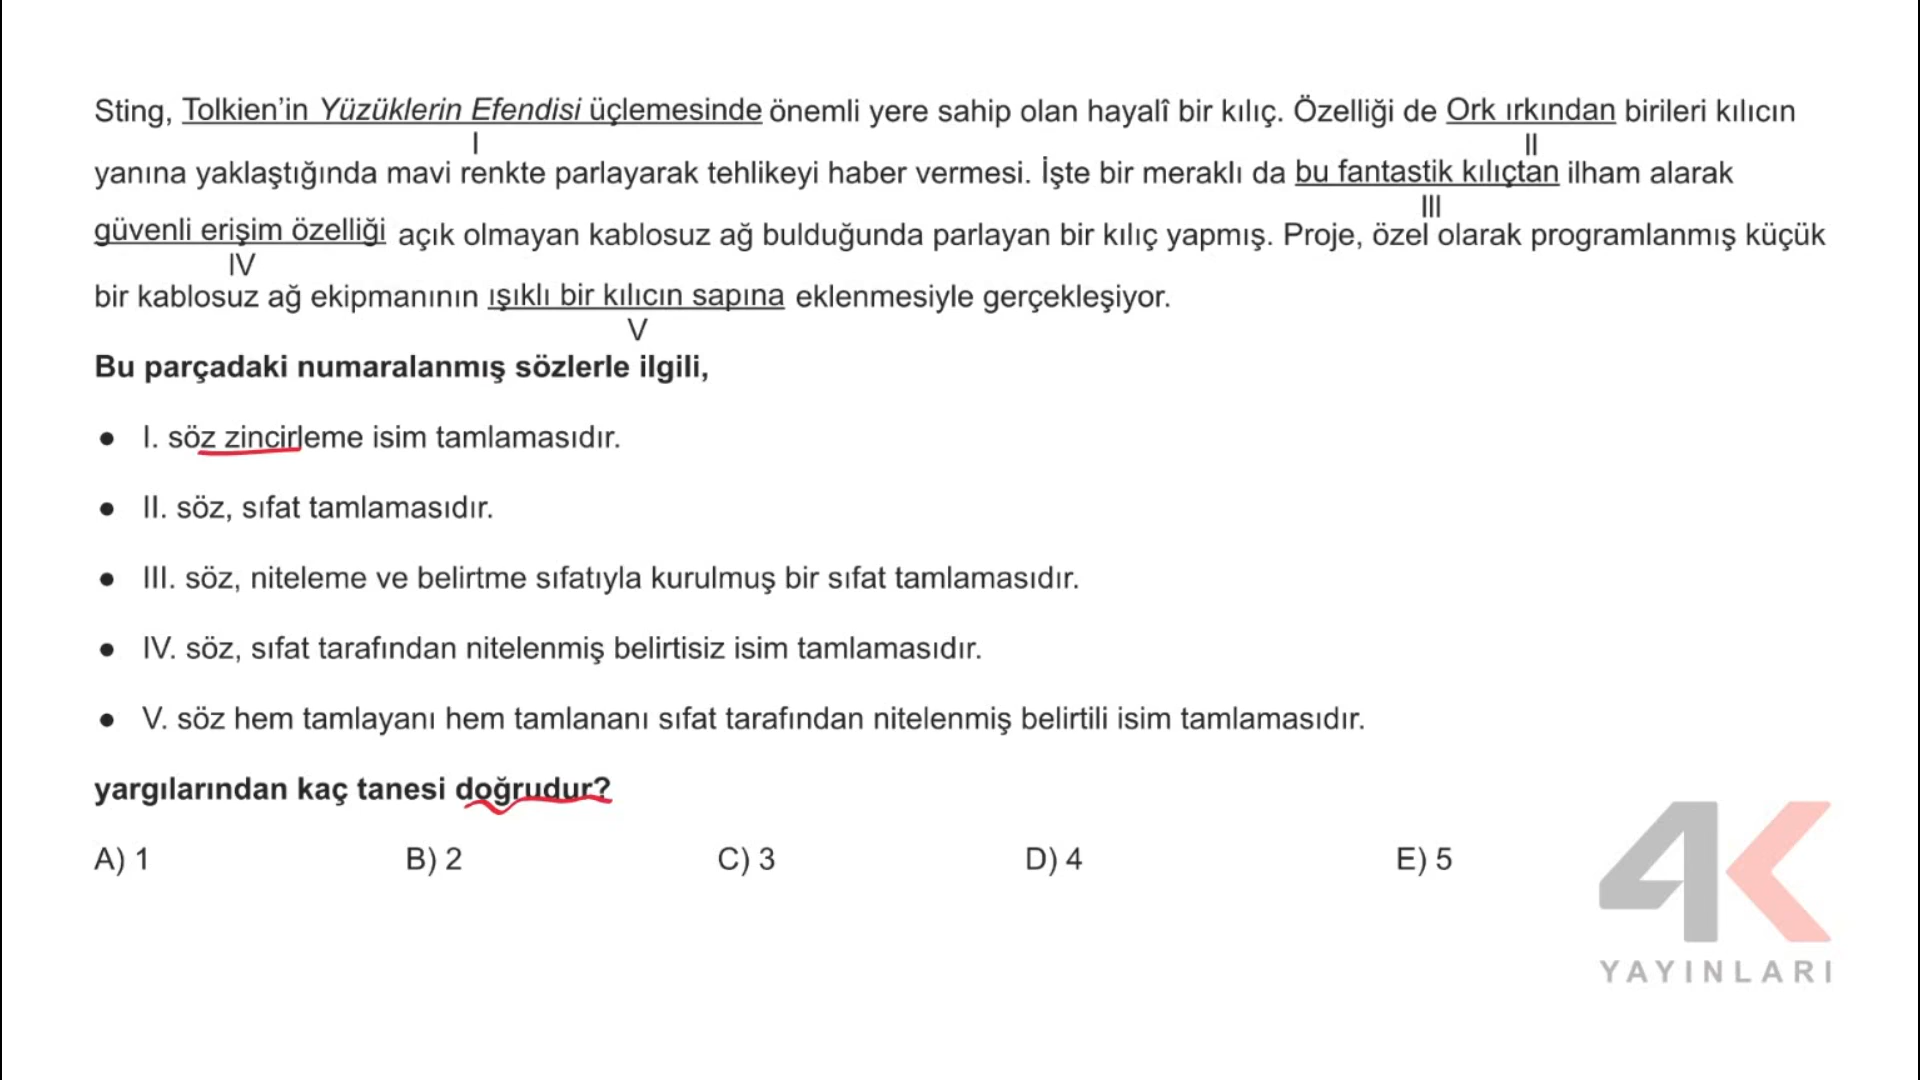 Sting, Tolkien’in Yüzüklerin Efendisi üçlemesinde önemli yere sahip olan hayalî bir kılıç. Özelliği de Ork ırkından birileri kılıcın
I
II
yanına yaklaştığında mavi renkte parlayarak tehlikeyi haber vermesi. İşte bir meraklı da bu fantastik kılıçtan ilham alarak
III
güvenli erişim özelliği açık olmayan kablosuz ağ bulduğunda parlayan bir kılıç yapmış. Proje, özel olarak programlanmış küçük
IV
bir kablosuz ağ ekipmanının ışıklı bir kılıcın sapına eklenmesiyle gerçekleşiyor.
V
Bu parçadaki numaralanmış sözlerle ilgili,
● I. söz zincirleme isim tamlamasıdır.
● II. söz, sıfat tamlamasıdır.
● III. söz, niteleme ve belirtme sıfatıyla kurulmuş bir sıfat tamlamasıdır.
● IV. söz, sıfat tarafından nitelenmiş belirtisiz isim tamlamasıdır.
● V. söz hem tamlayanı hem tamlananı sıfat tarafından nitelenmiş belirtili isim tamlamasıdır.
yargılarından kaç tanesi doğrudur?
A) 1 B) 2 C) 3 D) 4 E) 5
4K
YAYINLARI